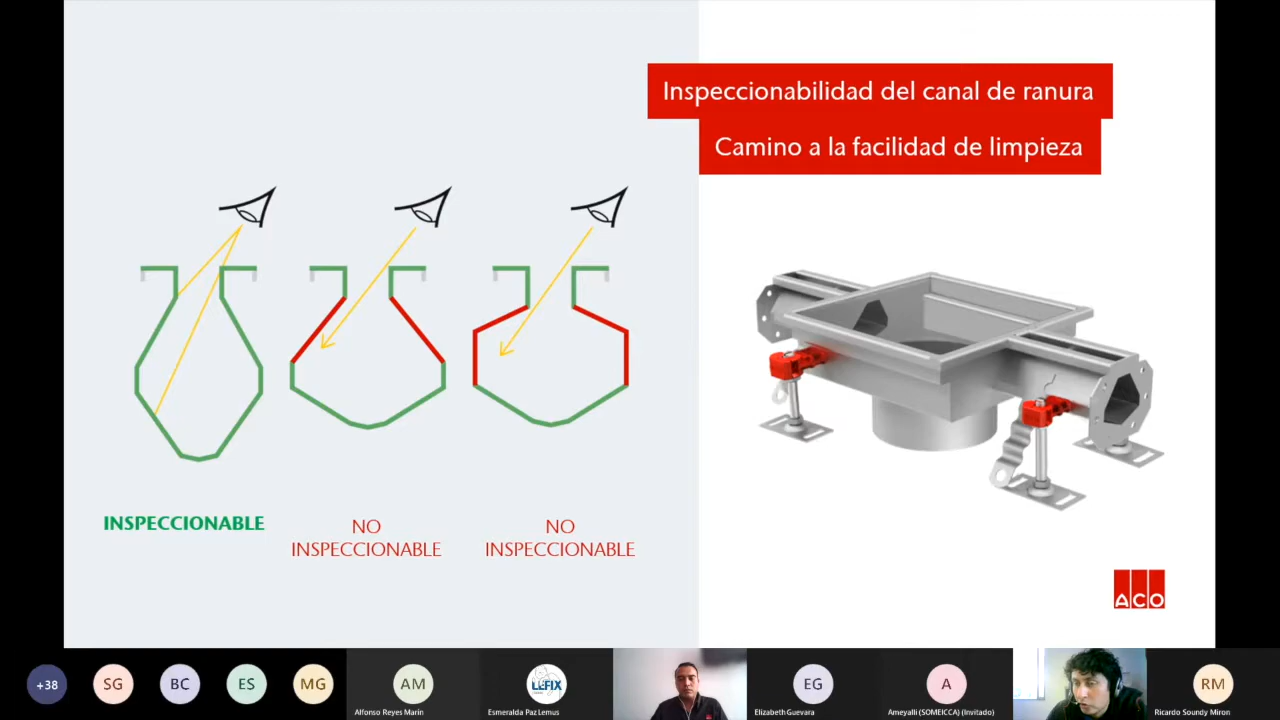 Inspeccionabilidad del canal de ranura
Camino a la facilidad de limpieza
INSPECCIONABLE
NO
INSPECCIONABLE
NO
INSPECCIONABLE
ACO
+38
SG
BC
ES
MG
AM
Alfonso Reyes Marin
LEFIX
Esmeralda Paz Lemus
EG
Elizabeth Guevara
A
Ameyalli (SOMEICCA) (Invitado)
RM
Ricardo Soundy Miron